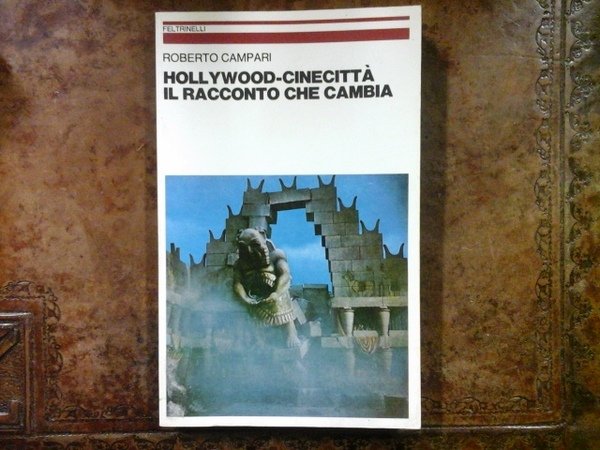 FELTRINELLI
ROBERTO CAMPARI
HOLLYWOOD-CINECITTÀ
IL RACCONTO CHE CAMBIA